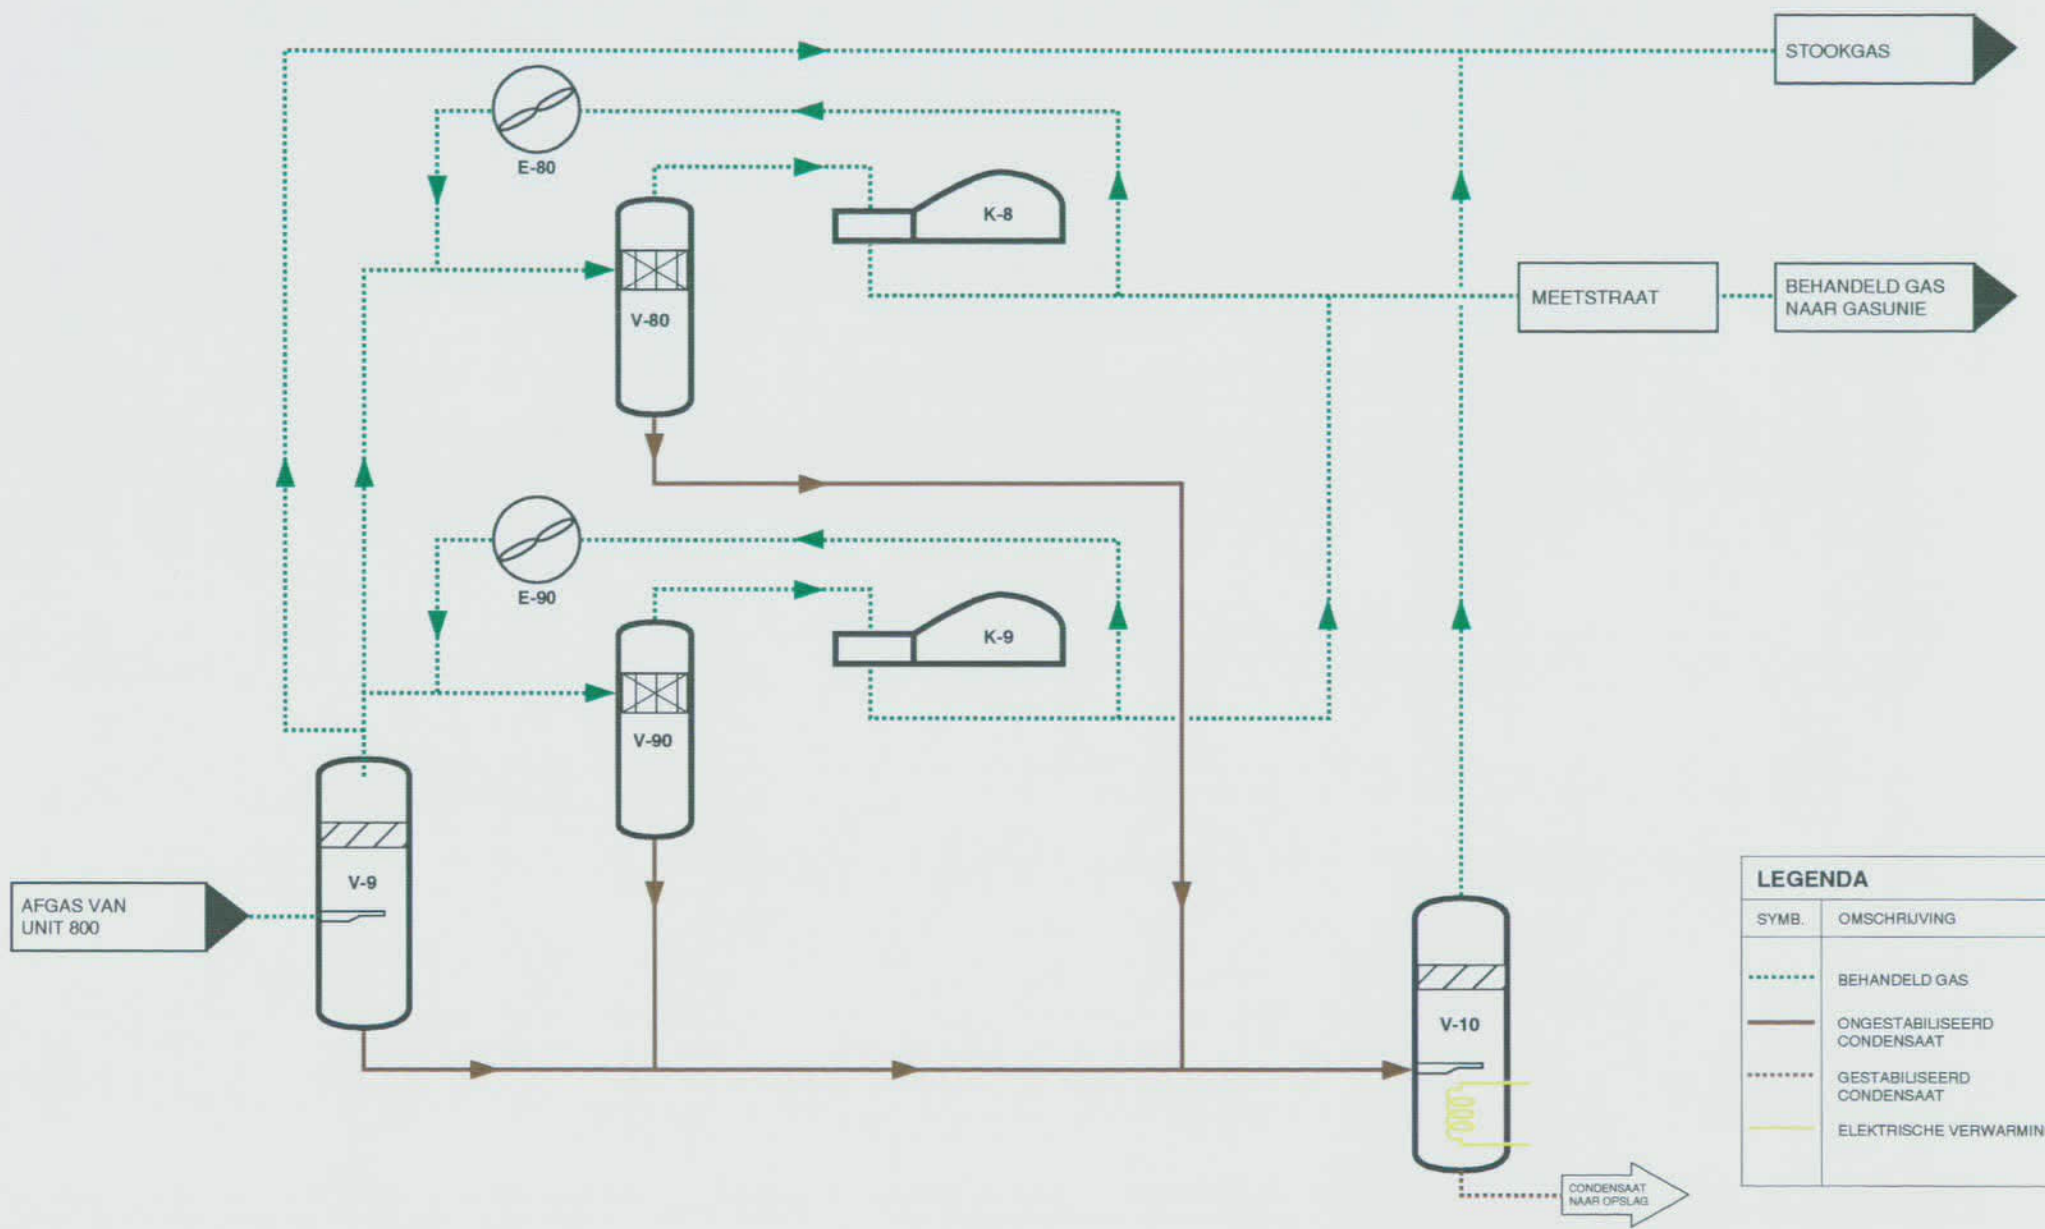 STOOKGAS
E-80
K-8
V-80
MEETSTRAAT
BEHANDELD GAS
NAAR GASUNIE
E-90
K-9
V-90
V-9
AFGAS VAN
UNIT 800
V-10
CONDENSAAT
NAAR OPSLAG
LEGENDA
SYMB. OMSCHRIJVING
BEHANDELD GAS
ONGESTABILISEERD
CONDENSAAT
GESTABILISEERD
CONDENSAAT
ELEKTRISCHE VERWARMIN